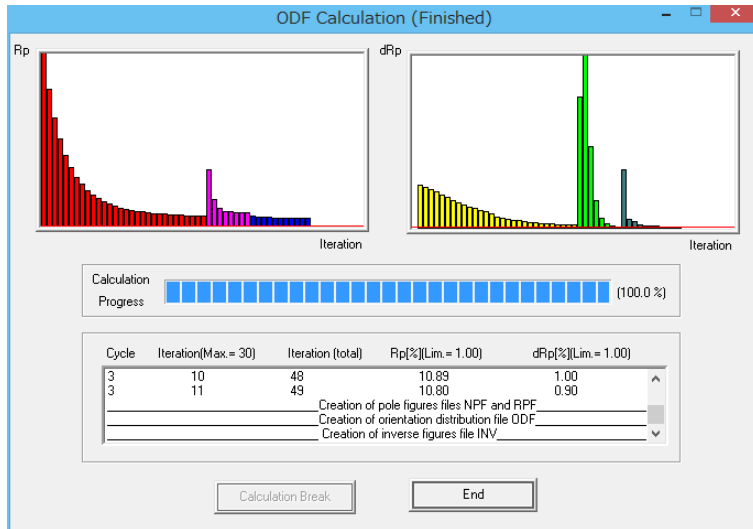 ODF Calculation (Finished)
Rp
dRp
Iteration
Iteration
Calculation
Progress
(100.0 %)
Cycle Iteration(Max.= 30) Iteration (total) Rp[%](Lim.= 1.00) dRp[%](Lim.= 1.00)
3 10 48 10.89 1.00
3 11 49 10.80 0.90
Creation of pole figures files NPF and RPF
Creation of orientation distribution file ODF
Creation of inverse figures file INV
Calculation Break
End